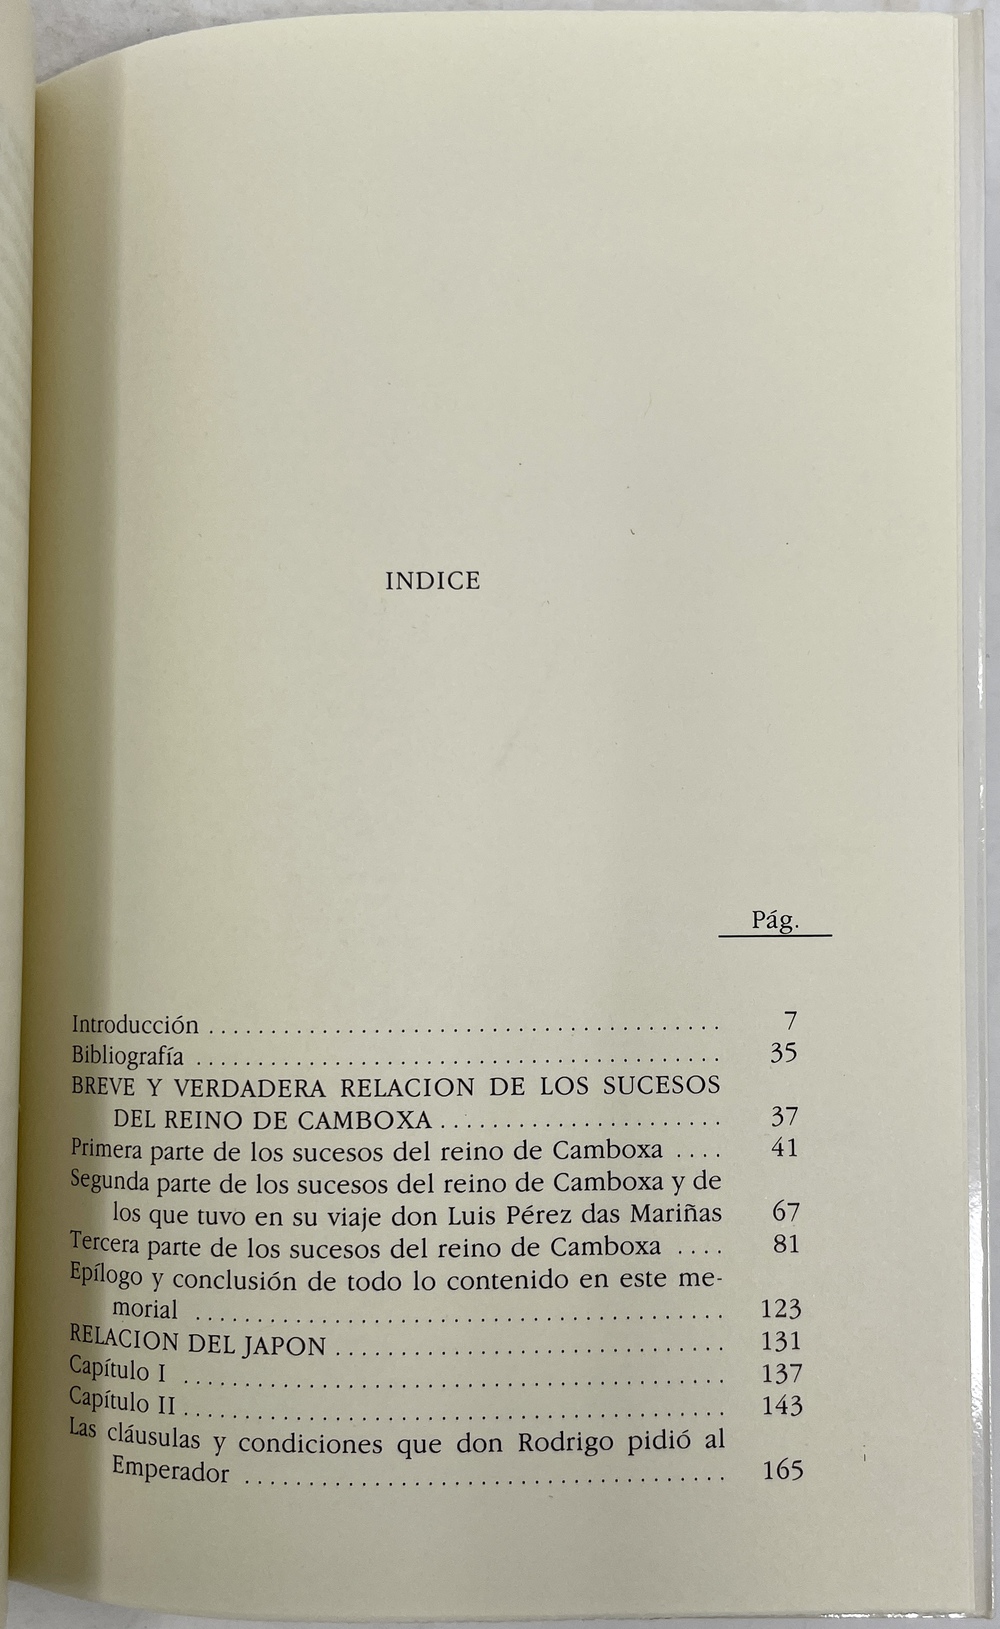 INDICE
Pág.
Introducción ........................................ 7
Bibliografía ........................................ 35
BREVE Y VERDADERA RELACION DE LOS SUCESOS
DEL REINO DE CAMBOXA ...................... 37
Primera parte de los sucesos del reino de Camboxa .... 41
Segunda parte de los sucesos del reino de Camboxa y de
los que tuvo en su viaje don Luis Pérez das Mariñas 67
Tercera parte de los sucesos del reino de Camboxa .... 81
Epílogo y conclusión de todo lo contenido en este me-
morial ........................................ 123
RELACION DEL JAPON .............................. 131
Capítulo I ........................................ 137
Capítulo II ........................................ 143
Las cláusulas y condiciones que don Rodrigo pidió al
Emperador ..................................... 165